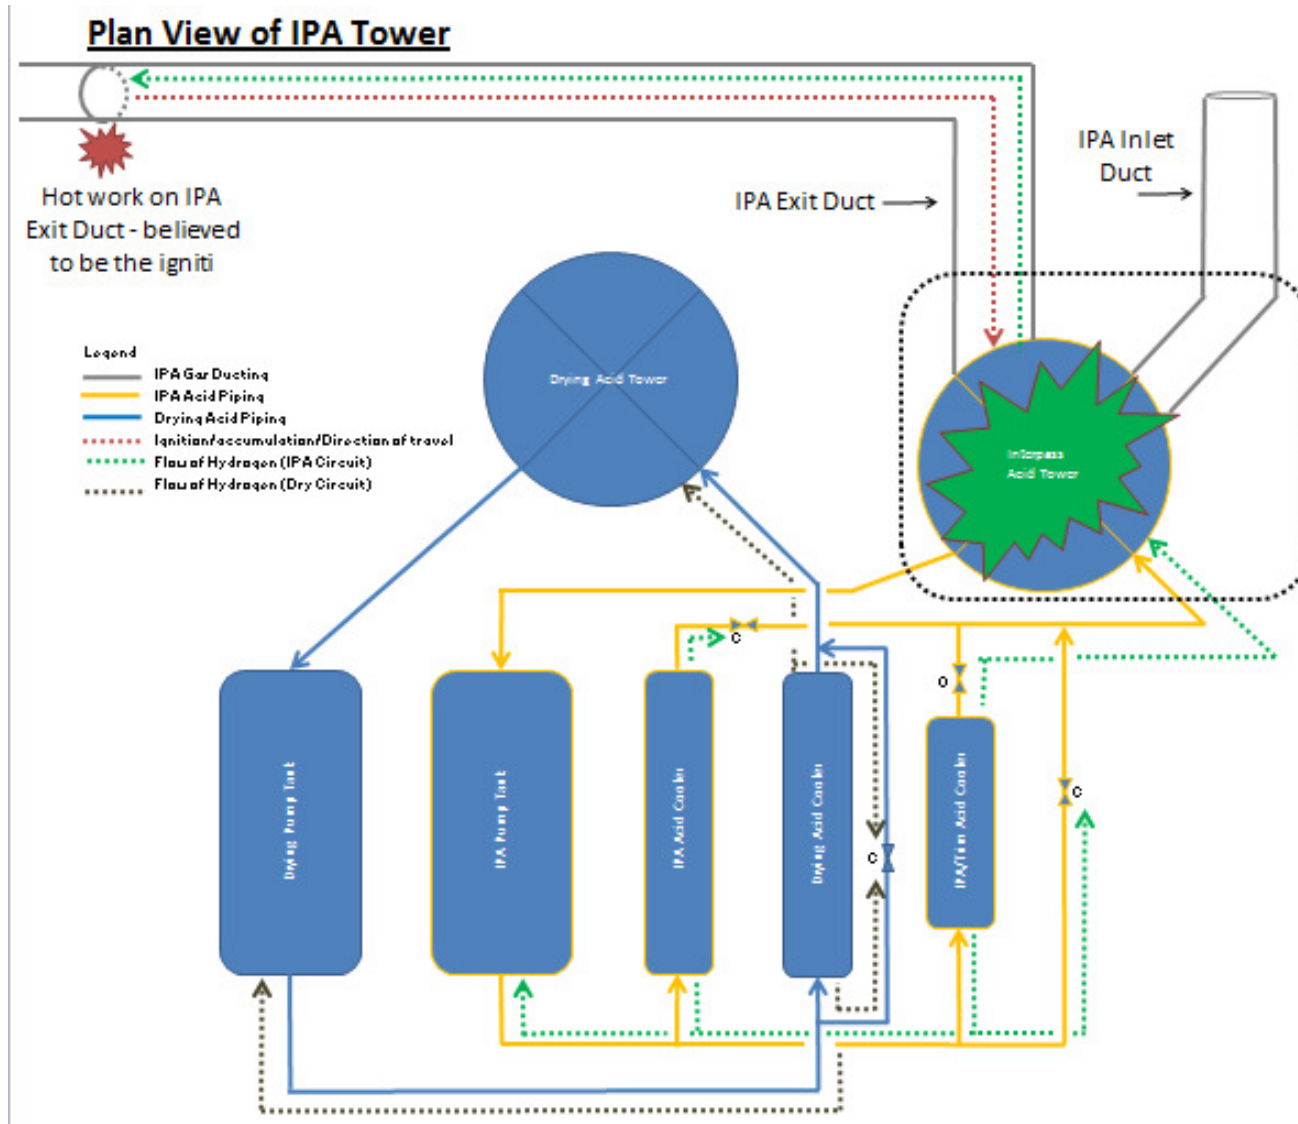 Plan View of IPA Tower
IPA Inlet
Duct
IPA Exit Duct
Hot work on IPA
Exit Duct - believed
to be the igniti
Legend
IPA Gar Ducting
IPA Acid Piping
Drying Acid Piping
Ignition/accumulation/Direction of travel
Flow of Hydrogen (IPA Circuit)
Flow of Hydrogen (Dry Circuit)
Drying Acid Tower
Interpass
Acid Tower
C
C
C
C
Drying Pump Tank
IPA Pump Tank
IPA Acid Cooler
Drying Acid Cooler
IPA/Trim Acid Cooler